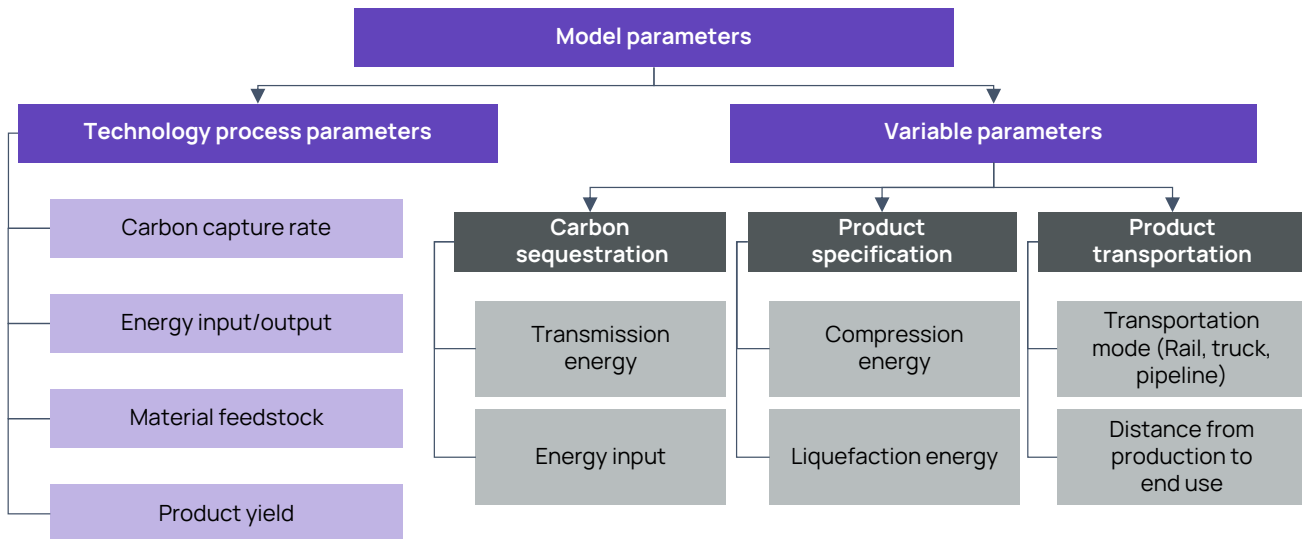 Model parameters
Technology process parameters
Variable parameters
Carbon capture rate
Energy input/output
Material feedstock
Product yield
Carbon
sequestration
Transmission
energy
Energy input
Product
specification
Compression
energy
Liquefaction energy
Product
transportation
Transportation
mode (Rail, truck,
pipeline)
Distance from
production to
end use